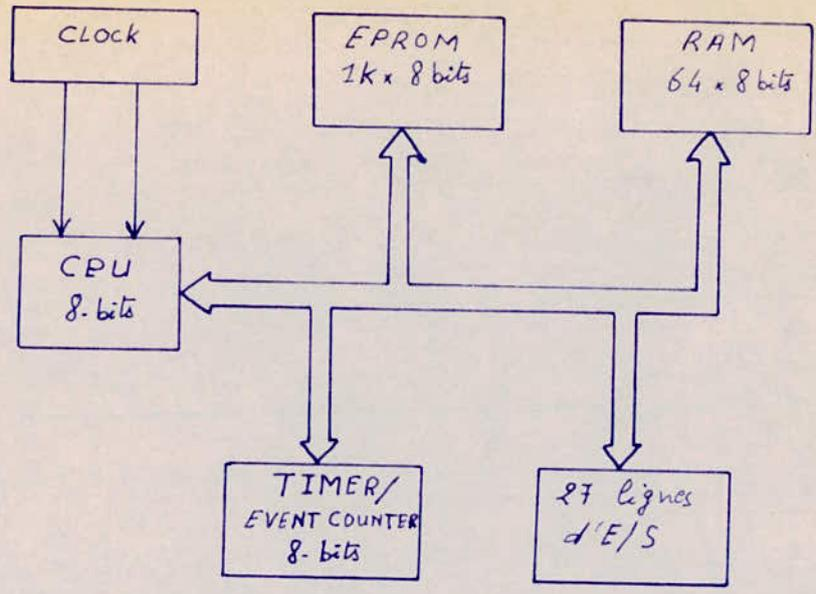 CLOCK
EPROM
1K x 8 bits
RAM
64 x 8 bits
CPU
8-bits
TIMER/
EVENT COUNTER
8-bits
27 lignes
d'E/S